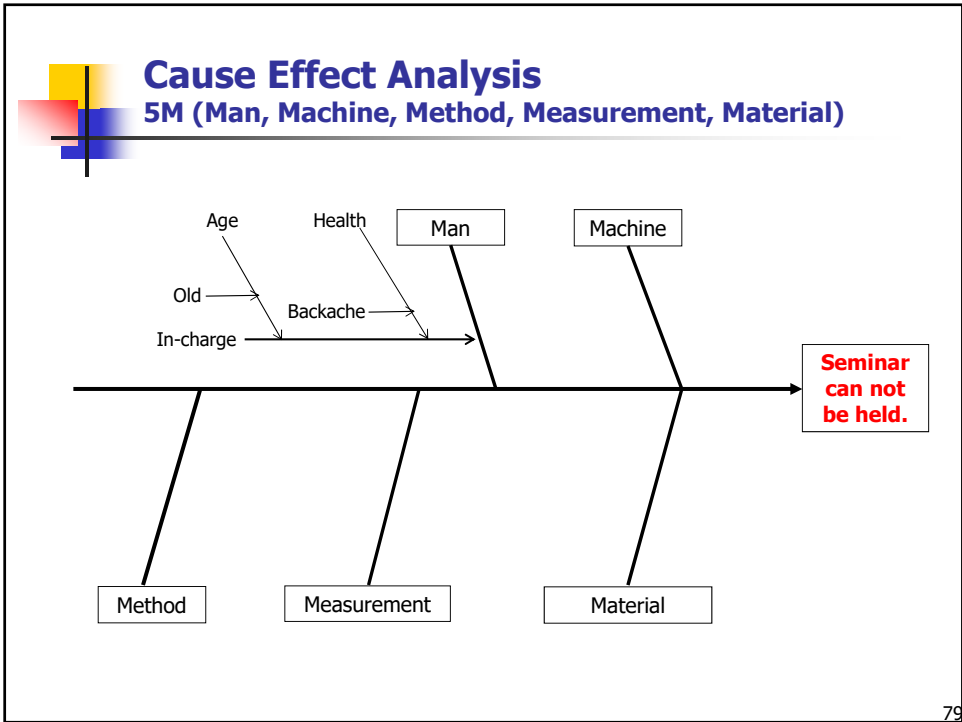 Cause Effect Analysis
5M (Man, Machine, Method, Measurement, Material)
Age
Health
Man
Machine
Old
Backache
In-charge
Seminar
can not
be held.
Method
Measurement
Material
79